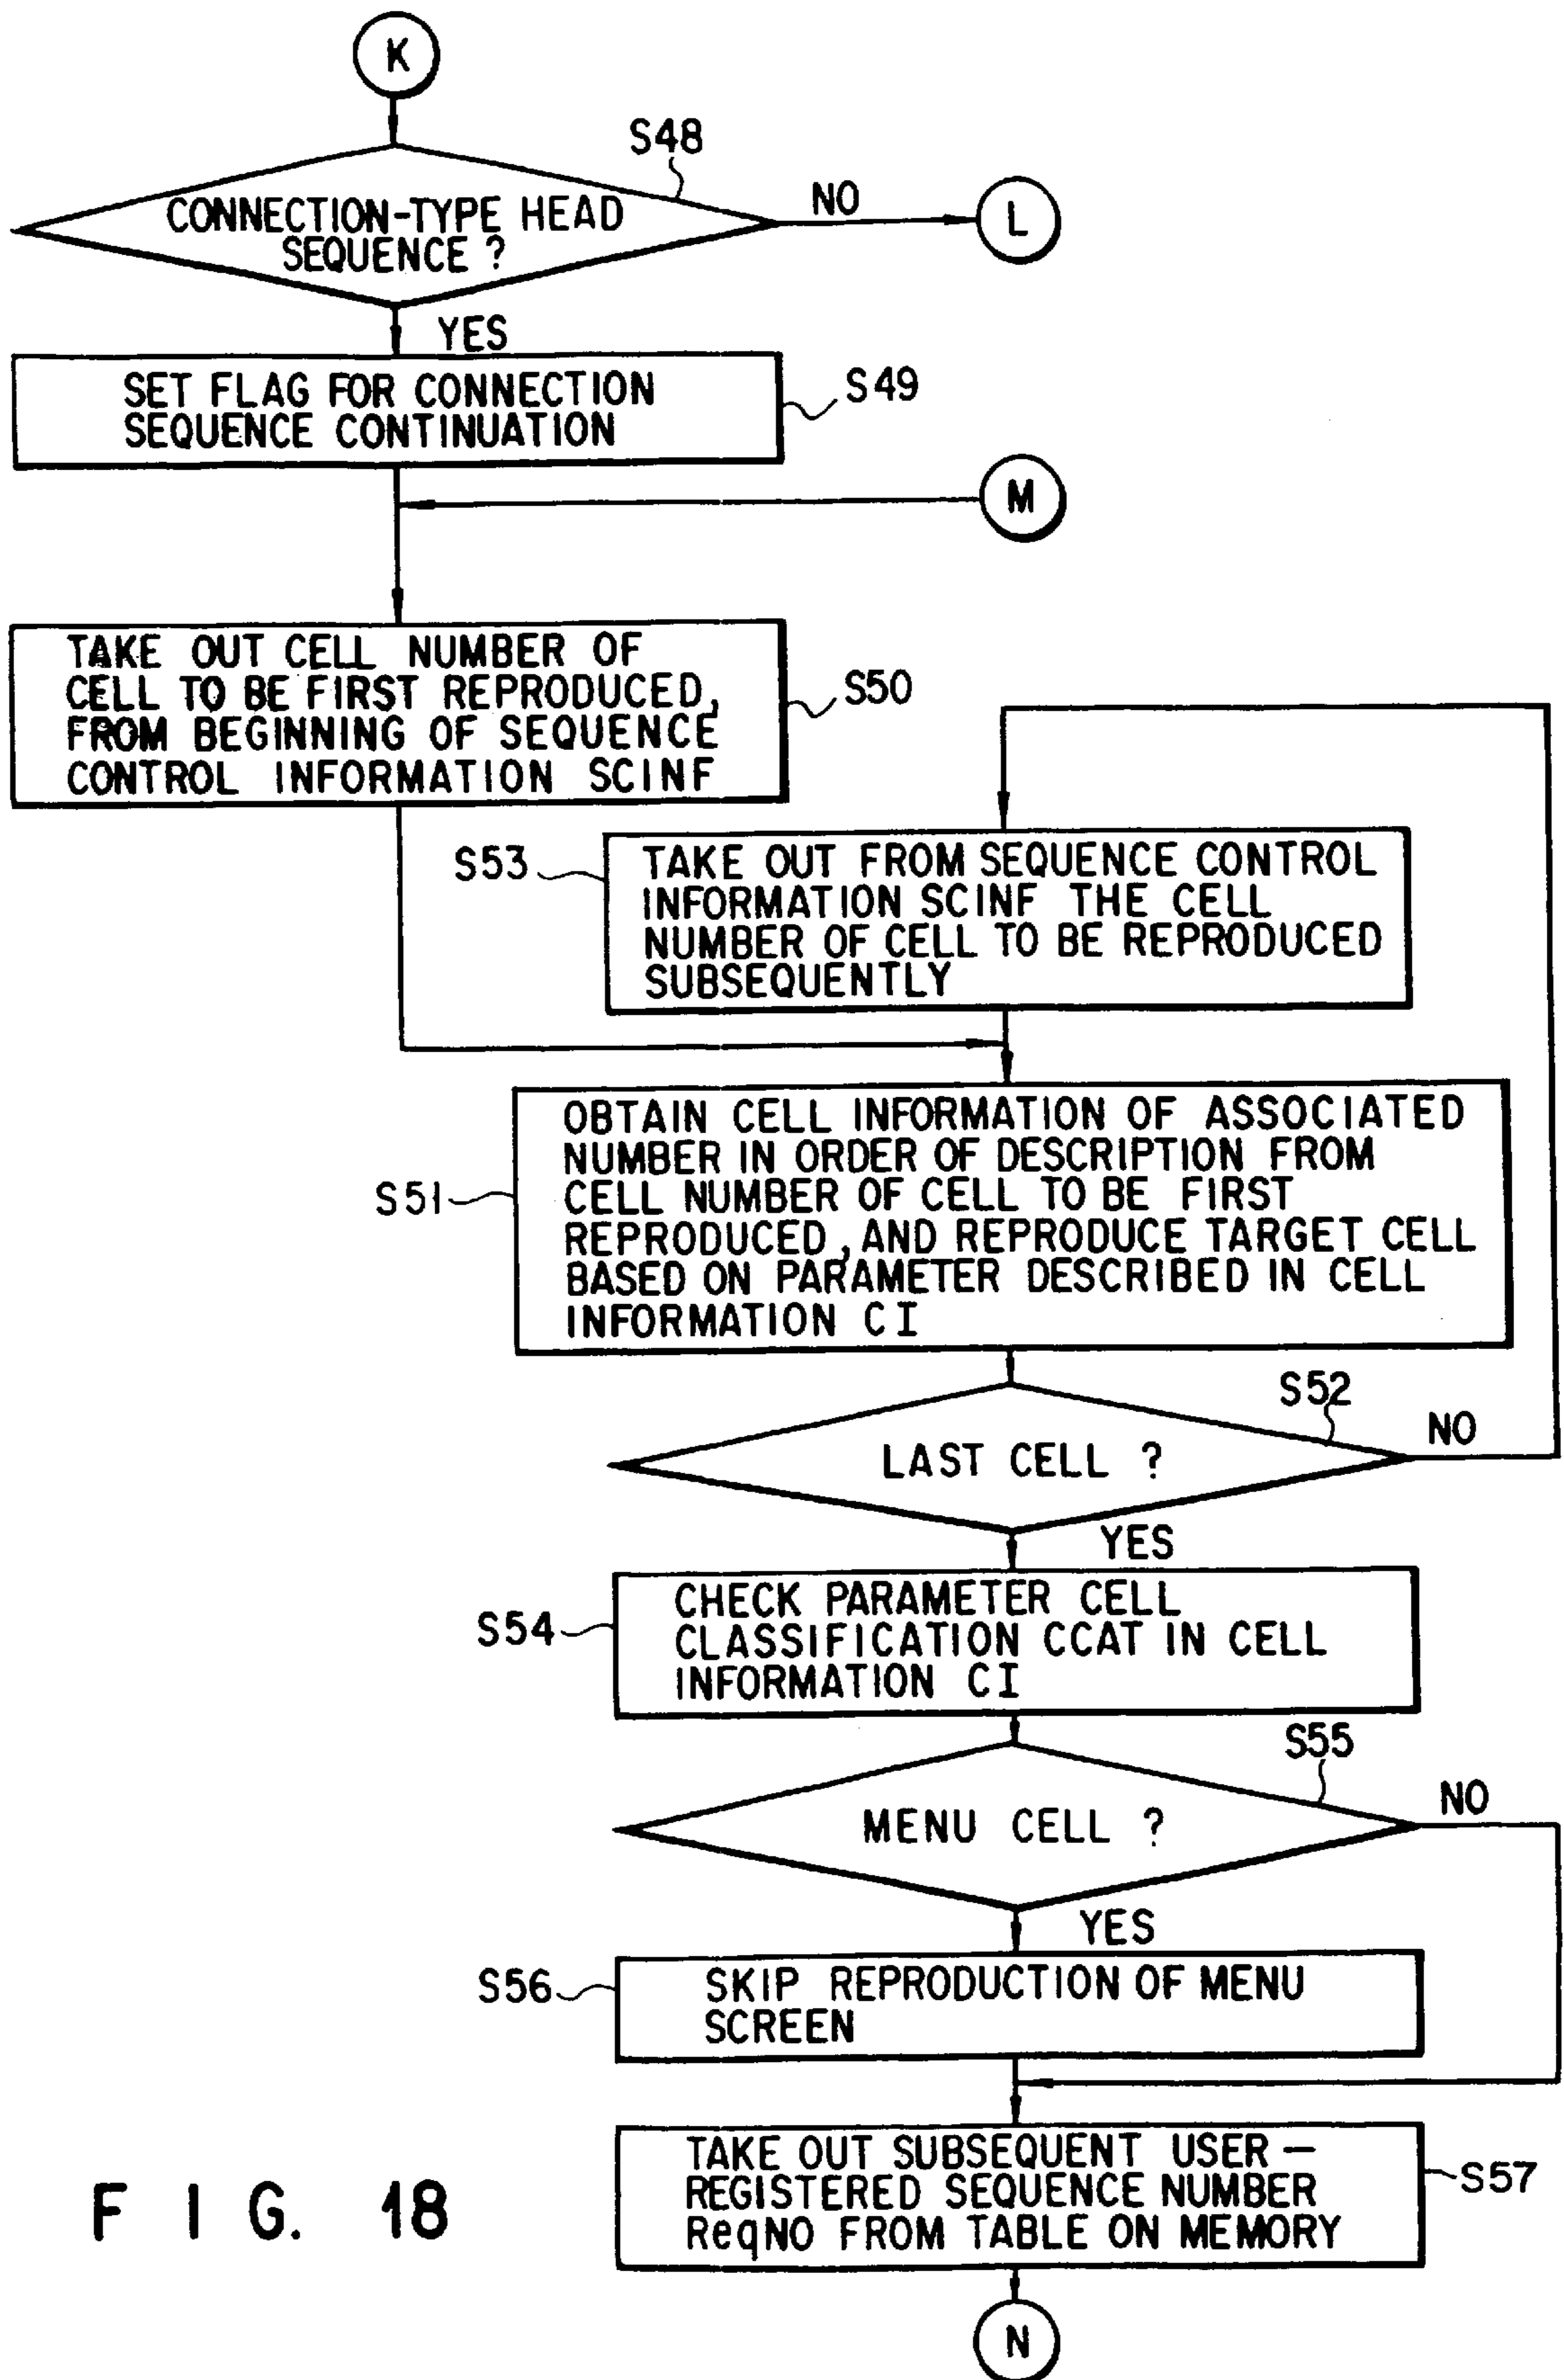 K
S48
CONNECTION-TYPE HEAD
SEQUENCE ?
NO
L
YES
SET FLAG FOR CONNECTION
SEQUENCE CONTINUATION
S49
M
TAKE OUT CELL NUMBER OF
CELL TO BE FIRST REPRODUCED,
FROM BEGINNING OF SEQUENCE
CONTROL INFORMATION SCINF
S50
S53
TAKE OUT FROM SEQUENCE CONTROL
INFORMATION SCINF THE CELL
NUMBER OF CELL TO BE REPRODUCED
SUBSEQUENTLY
S51
OBTAIN CELL INFORMATION OF ASSOCIATED
NUMBER IN ORDER OF DESCRIPTION FROM
CELL NUMBER OF CELL TO BE FIRST
REPRODUCED, AND REPRODUCE TARGET CELL
BASED ON PARAMETER DESCRIBED IN CELL
INFORMATION CI
S52
LAST CELL ?
NO
YES
S54
CHECK PARAMETER CELL
CLASSIFICATION CCAT IN CELL
INFORMATION CI
S55
MENU CELL ?
NO
YES
S56
SKIP REPRODUCTION OF MENU
SCREEN
TAKE OUT SUBSEQUENT USER-
REGISTERED SEQUENCE NUMBER
ReqNO FROM TABLE ON MEMORY
S57
N
FIG. 18